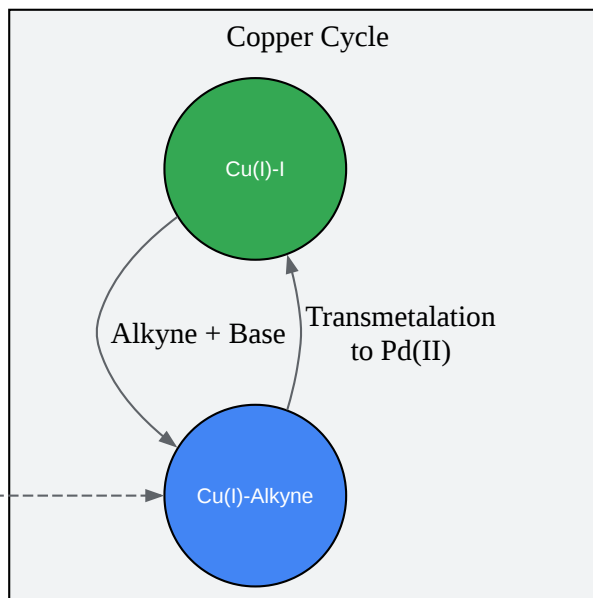 Copper Cycle
Cu(I)-I
Alkyne + Base
Transmetalation
to Pd(II)
Cu(I)-Alkyne